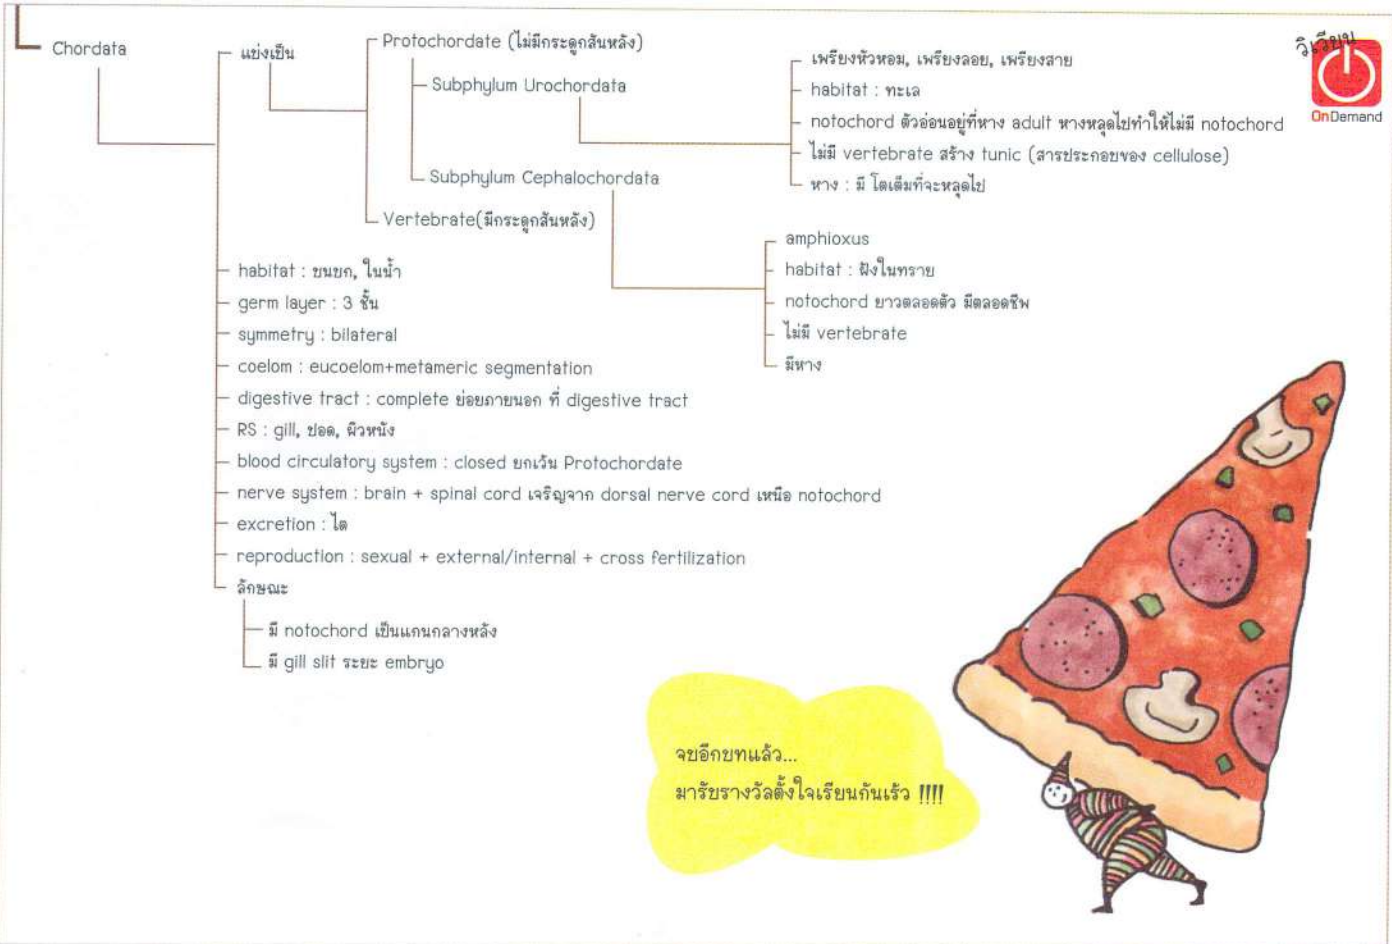 Chordata
แบ่งเป็น
Protochordate (ไม่มีกระดูกสันหลัง)
Subphylum Urochordata
เพรียงหัวหอม, เพรียงลอย, เพรียงสาย
habitat : ทะเล
notochord ตัวอ่อนอยู่ที่หาง adult หางหลุดไปทำให้ไม่มี notochord
ไม่มี vertebrate สร้าง tunic (สารประกอบของ cellulose)
หาง : มี โตเต็มที่จะหลุดไป
Subphylum Cephalochordata
amphioxus
habitat : ฝังในทราย
notochord ยาวตลอดตัว มีตลอดชีพ
ไม่มี vertebrate
มีหาง
Vertebrate(มีกระดูกสันหลัง)
habitat : บนบก, ในน้ำ
germ layer : 3 ชั้น
symmetry : bilateral
coelom : eucoelom+metameric segmentation
digestive tract : complete ย่อยภายนอก ที่ digestive tract
RS : gill, ปอด, ผิวหนัง
blood circulatory system : closed ยกเว้น Protochordate
nerve system : brain + spinal cord เจริญจาก dorsal nerve cord เหนือ notochord
excretion : ไต
reproduction : sexual + external/internal + cross fertilization
ลักษณะ
มี notochord เป็นแกนกลางหลัง
มี gill slit ระยะ embryo
วิเวียน
OnDemand
จบอีกบทแล้ว...
มารับรางวัลตั้งใจเรียนกันเร้ว !!!!